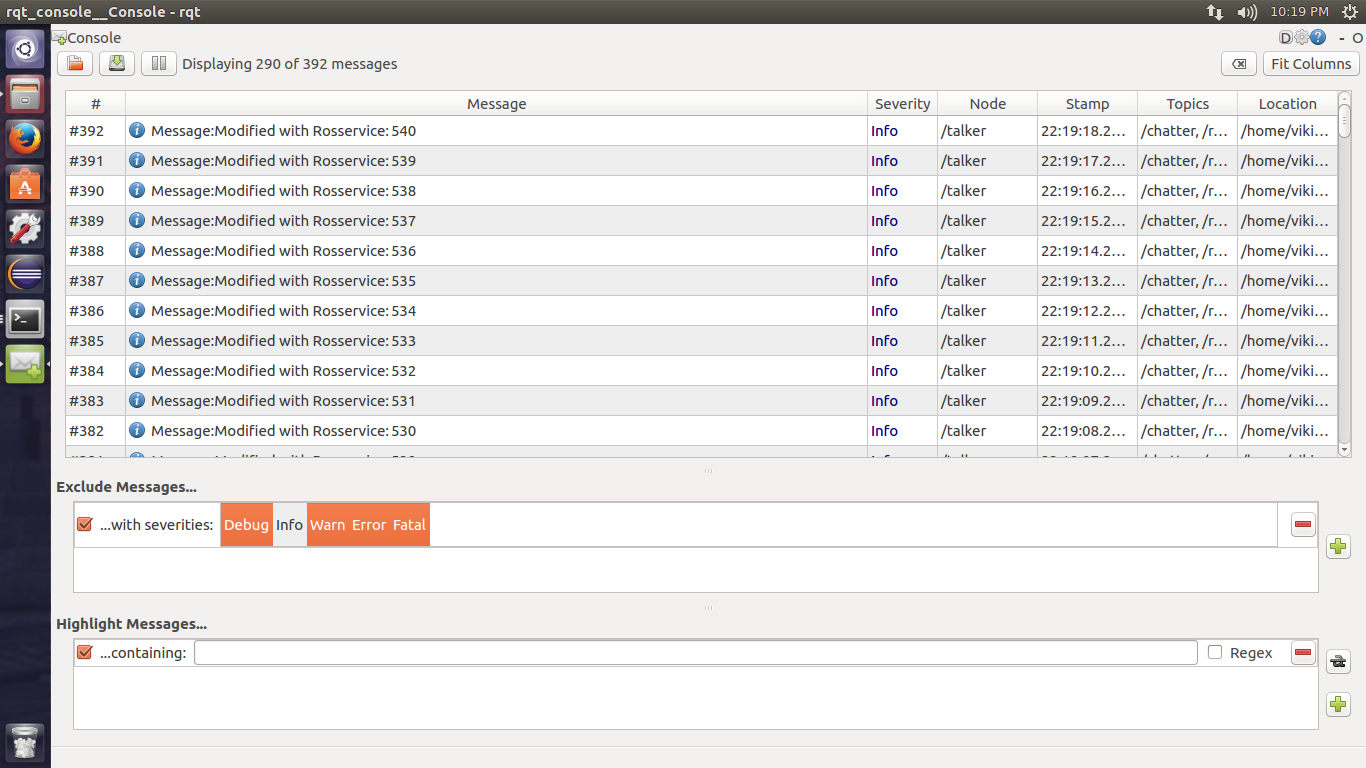 rqt_console__Console - rqt 10:19 PM
Console D ? - O
Displaying 290 of 392 messages Fit Columns
# Message Severity Node Stamp Topics Location
#392 Message:Modified with Rosservice: 540 Info /talker 22:19:18.2... /chatter, /r... /home/viki...
#391 Message:Modified with Rosservice: 539 Info /talker 22:19:17.2... /chatter, /r... /home/viki...
#390 Message:Modified with Rosservice: 538 Info /talker 22:19:16.2... /chatter, /r... /home/viki...
#389 Message:Modified with Rosservice: 537 Info /talker 22:19:15.2... /chatter, /r... /home/viki...
#388 Message:Modified with Rosservice: 536 Info /talker 22:19:14.2... /chatter, /r... /home/viki...
#387 Message:Modified with Rosservice: 535 Info /talker 22:19:13.2... /chatter, /r... /home/viki...
#386 Message:Modified with Rosservice: 534 Info /talker 22:19:12.2... /chatter, /r... /home/viki...
#385 Message:Modified with Rosservice: 533 Info /talker 22:19:11.2... /chatter, /r... /home/viki...
#384 Message:Modified with Rosservice: 532 Info /talker 22:19:10.2... /chatter, /r... /home/viki...
#383 Message:Modified with Rosservice: 531 Info /talker 22:19:09.2... /chatter, /r... /home/viki...
#382 Message:Modified with Rosservice: 530 Info /talker 22:19:08.2... /chatter, /r... /home/viki...
Exclude Messages...
...with severities: Debug Info Warn Error Fatal
Highlight Messages...
...containing: Regex